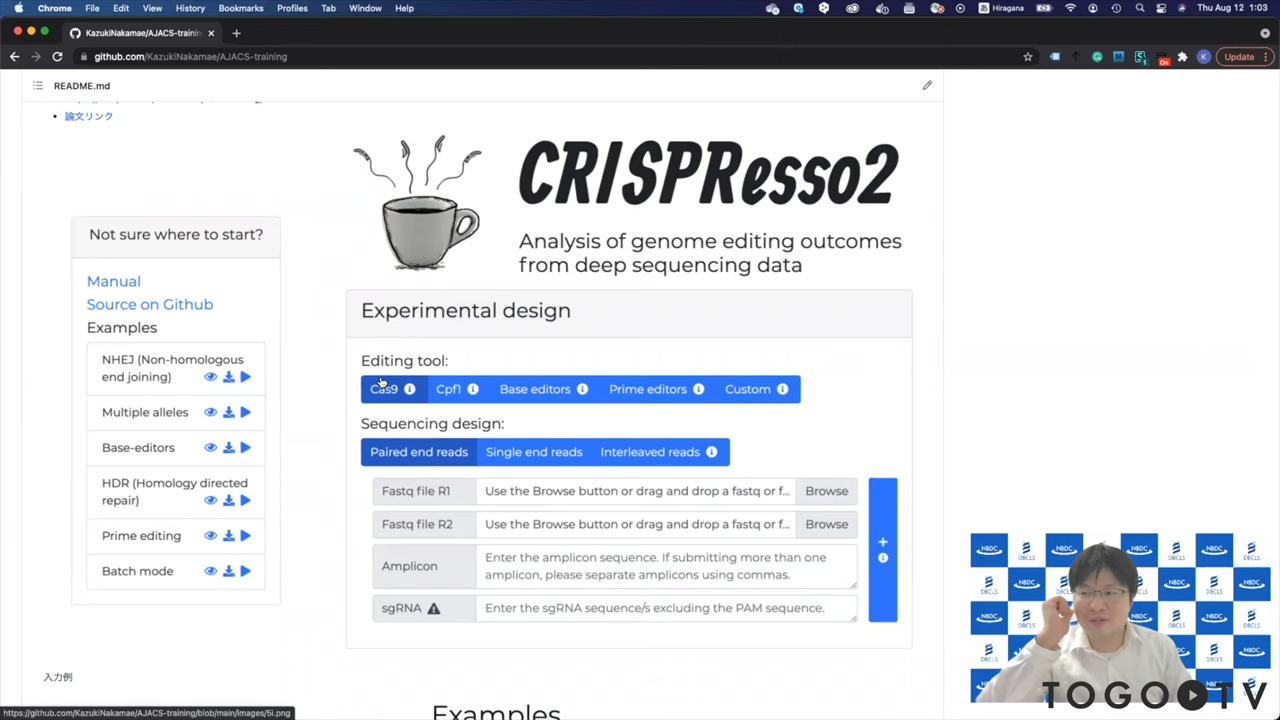 Chrome File Edit View History Bookmarks Profiles Tab Window Help Hiragana Thu Aug 12 1:03
KazukiNakamae/AJACS-trainin
github.com/KazukiNakamae/AJACS-training
On
K
Update
README.md
論文リンク
CRISPResso2
Analysis of genome editing outcomes
from deep sequencing data
Not sure where to start?
Manual
Source on Github
Examples
NHEJ (Non-homologous
end joining)
Multiple alleles
Base-editors
HDR (Homology directed
repair)
Prime editing
Batch mode
Experimental design
Editing tool:
Cas9 Cpf1 Base editors Prime editors Custom
Sequencing design:
Paired end reads Single end reads Interleaved reads
Fastq file R1 Use the Browse button or drag and drop a fastq or f... Browse
Fastq file R2 Use the Browse button or drag and drop a fastq or f... Browse
Amplicon Enter the amplicon sequence. If submitting more than one
amplicon, please separate amplicons using commas.
sgRNA Enter the sgRNA sequence/s excluding the PAM sequence.
入力例
Examples
https://github.com/KazukiNakamae/AJACS-training/blob/main/images/5i.png
NBDC
DBCLS
TOGO TV